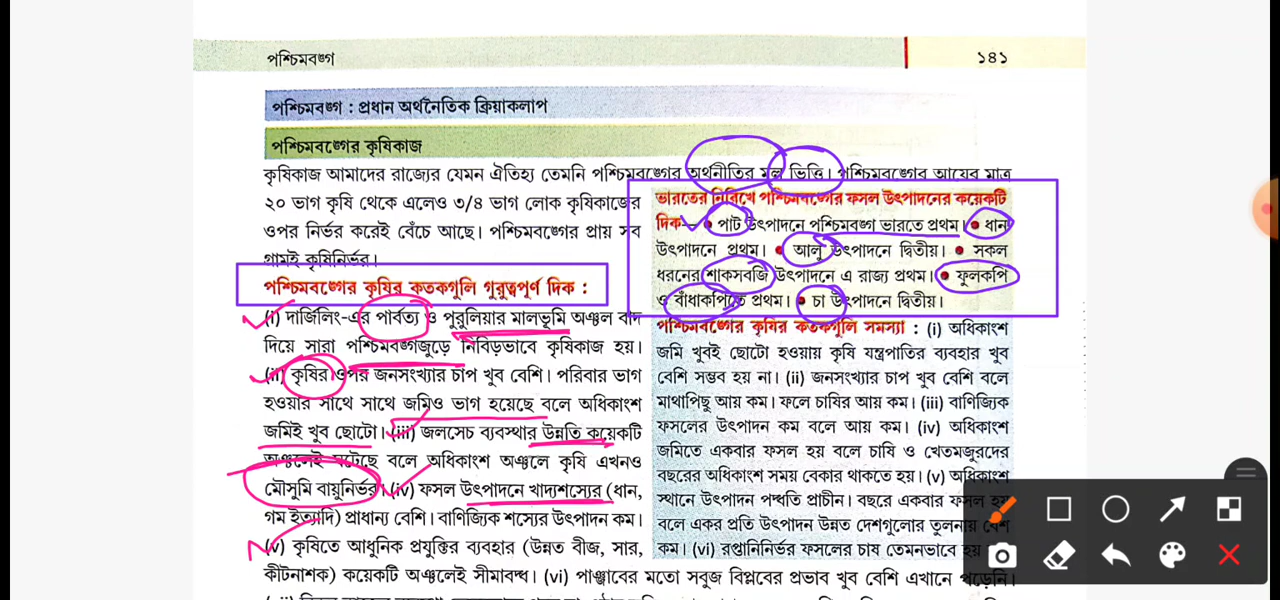 পশ্চিমবঙ্গ
১৪১
পশ্চিমবঙ্গ : প্রধান অর্থনৈতিক ক্রিয়াকলাপ
পশ্চিমবঙ্গের কৃষিকাজ
কৃষিকাজ আমাদের রাজ্যের যেমন ঐতিহ্য তেমনি পশ্চিমবঙ্গের অর্থনীতির মূল ভিত্তি। পশ্চিমবঙ্গের আয়ের মাত্র
২০ ভাগ কৃষি থেকে এলেও ৩/৪ ভাগ লোক কৃষিকাজের
ওপর নির্ভর করেই বেঁচে আছে। পশ্চিমবঙ্গের প্রায় সব
গ্রামই কৃষিনির্ভর।
পশ্চিমবঙ্গের কৃষির কতকগুলি গুরুত্বপূর্ণ দিক :
(i) দার্জিলিং-এর পার্বত্য ও পুরুলিয়ার মালভূমি অঞ্চল বাদ
দিয়ে সারা পশ্চিমবঙ্গজুড়ে নিবিড়ভাবে কৃষিকাজ হয়।
(ii) কৃষির ওপর জনসংখ্যার চাপ খুব বেশি। পরিবার ভাগ
হওয়ার সাথে সাথে জমিও ভাগ হয়েছে বলে অধিকাংশ
জমিই খুব ছোটো। (iii) জলসেচ ব্যবস্থার উন্নতি কয়েকটি
অঞ্চলেই ঘটেছে বলে অধিকাংশ অঞ্চলে কৃষি এখনও
মৌসুমি বায়ুনির্ভর। (iv) ফসল উৎপাদনে খাদ্যশস্যের (ধান,
গম ইত্যাদি) প্রাধান্য বেশি। বাণিজ্যিক শস্যের উৎপাদন কম।
(v) কৃষিতে আধুনিক প্রযুক্তির ব্যবহার (উন্নত বীজ, সার,
কীটনাশক) কয়েকটি অঞ্চলেই সীমাবদ্ধ। (vi) পাঞ্জাবের মতো সবুজ বিপ্লবের প্রভাব খুব বেশি এখানে পড়েনি।
ভারতের নিরিখে পশ্চিমবঙ্গের ফসল উৎপাদনের কয়েকটি
দিক— • পাট উৎপাদনে পশ্চিমবঙ্গ ভারতে প্রথম। • ধান
উৎপাদনে প্রথম। • আলু উৎপাদনে দ্বিতীয়। • সকল
ধরনের শাকসবজি উৎপাদনে এ রাজ্য প্রথম। • ফুলকপি
ও বাঁধাকপিতে প্রথম। • চা উৎপাদনে দ্বিতীয়।
পশ্চিমবঙ্গের কৃষির কতকগুলি সমস্যা : (i) অধিকাংশ
জমি খুবই ছোটো হওয়ায় কৃষি যন্ত্রপাতির ব্যবহার খুব
বেশি সম্ভব হয় না। (ii) জনসংখ্যার চাপ খুব বেশি বলে
মাথাপিছু আয় কম। ফলে চাষির আয় কম। (iii) বাণিজ্যিক
ফসলের উৎপাদন কম বলে আয় কম। (iv) অধিকাংশ
জমিতে একবার ফসল হয় বলে চাষি ও খেতমজুরদের
বছরের অধিকাংশ সময় বেকার থাকতে হয়। (v) অধিকাংশ
স্থানে উৎপাদন পদ্ধতি প্রাচীন। বছরে একবার ফসল হয়
বলে একর প্রতি উৎপাদন উন্নত দেশগুলোর তুলনায় বেশ
কম। (vi) রপ্তানিনির্ভর ফসলের চাষ তেমনভাবে হয়